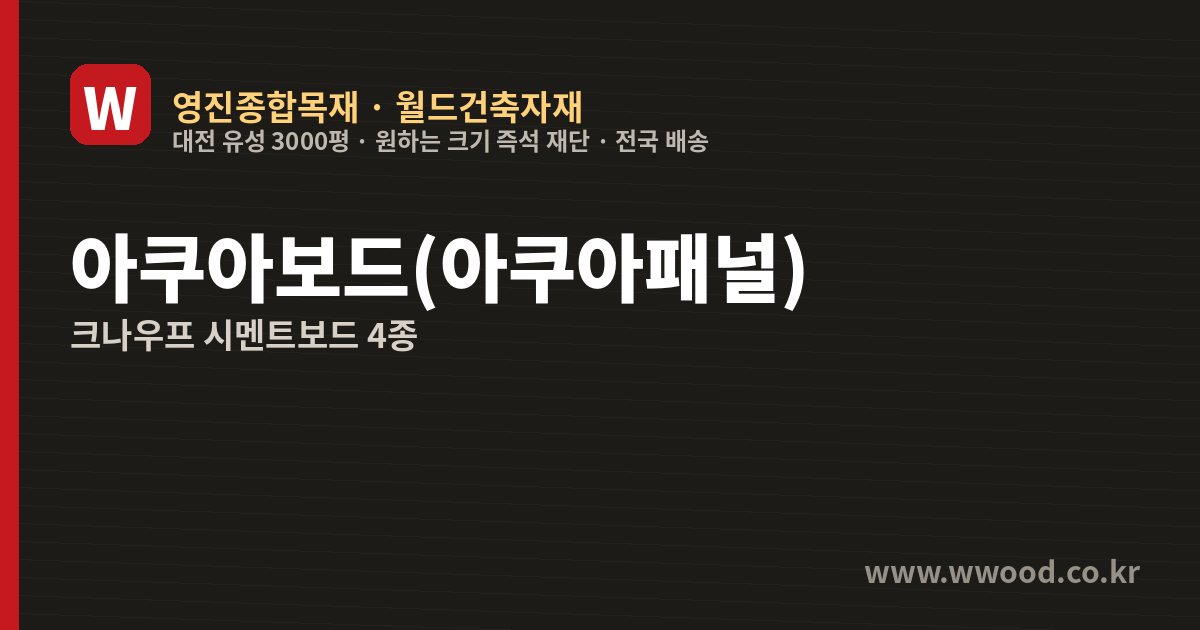 W
영진종합목재 · 월드건축자재
대전 유성 3000평 · 원하는 크기 즉석 재단 · 전국 배송
아쿠아보드(아쿠아패널)
크나우프 시멘트보드 4종
www.wwood.co.kr